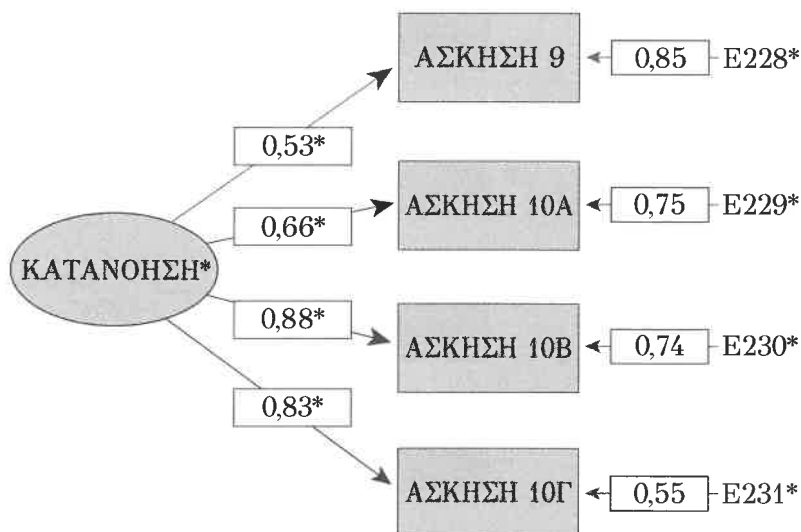 ΑΣΚΗΣΗ 9
0,85
E228*
0,53*
ΑΣΚΗΣΗ 10Α
0,75
E229*
0,66*
ΚΑΤΑΝΟΗΣΗ*
0,88*
ΑΣΚΗΣΗ 10Β
0,74
E230*
0,83*
ΑΣΚΗΣΗ 10Γ
0,55
E231*